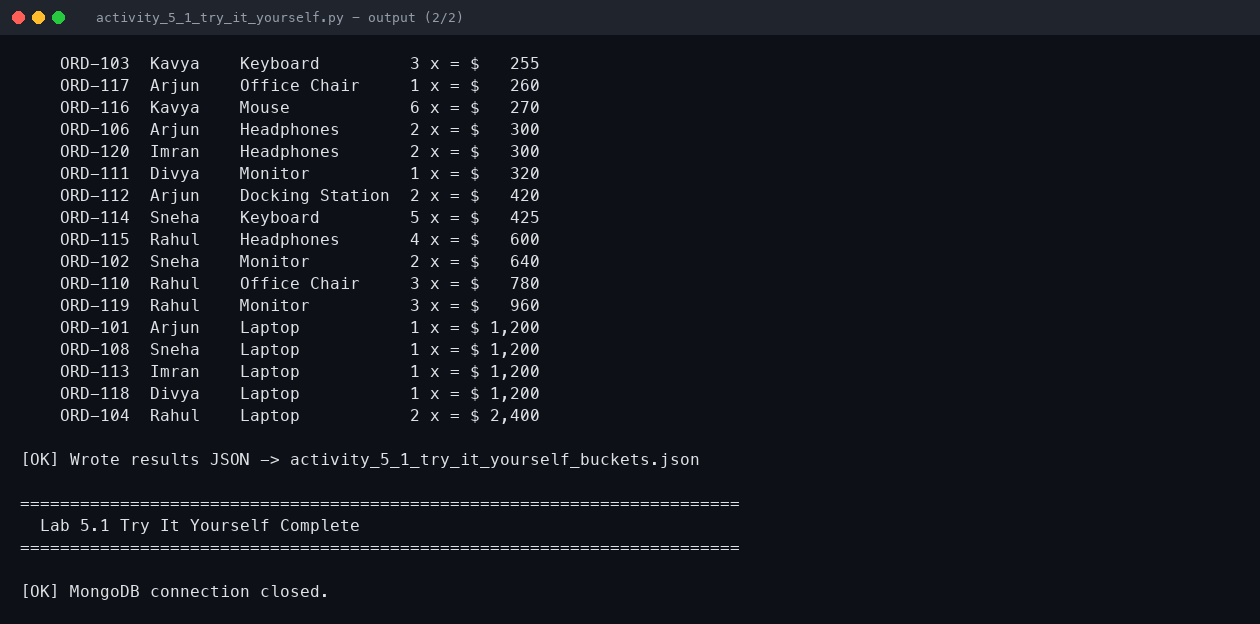 activity_5_1_try_it_yourself.py — output (2/2)
ORD-103  Kavya    Keyboard         3 x = $   255
ORD-117  Arjun    Office Chair     1 x = $   260
ORD-116  Kavya    Mouse            6 x = $   270
ORD-106  Arjun    Headphones       2 x = $   300
ORD-120  Imran    Headphones       2 x = $   300
ORD-111  Divya    Monitor          1 x = $   320
ORD-112  Arjun    Docking Station  2 x = $   420
ORD-114  Sneha    Keyboard         5 x = $   425
ORD-115  Rahul    Headphones       4 x = $   600
ORD-102  Sneha    Monitor          2 x = $   640
ORD-110  Rahul    Office Chair     3 x = $   780
ORD-119  Rahul    Monitor          3 x = $   960
ORD-101  Arjun    Laptop           1 x = $ 1,200
ORD-108  Sneha    Laptop           1 x = $ 1,200
ORD-113  Imran    Laptop           1 x = $ 1,200
ORD-118  Divya    Laptop           1 x = $ 1,200
ORD-104  Rahul    Laptop           2 x = $ 2,400
[OK] Wrote results JSON -> activity_5_1_try_it_yourself_buckets.json
========================================================================
Lab 5.1 Try It Yourself Complete
========================================================================
[OK] MongoDB connection closed.